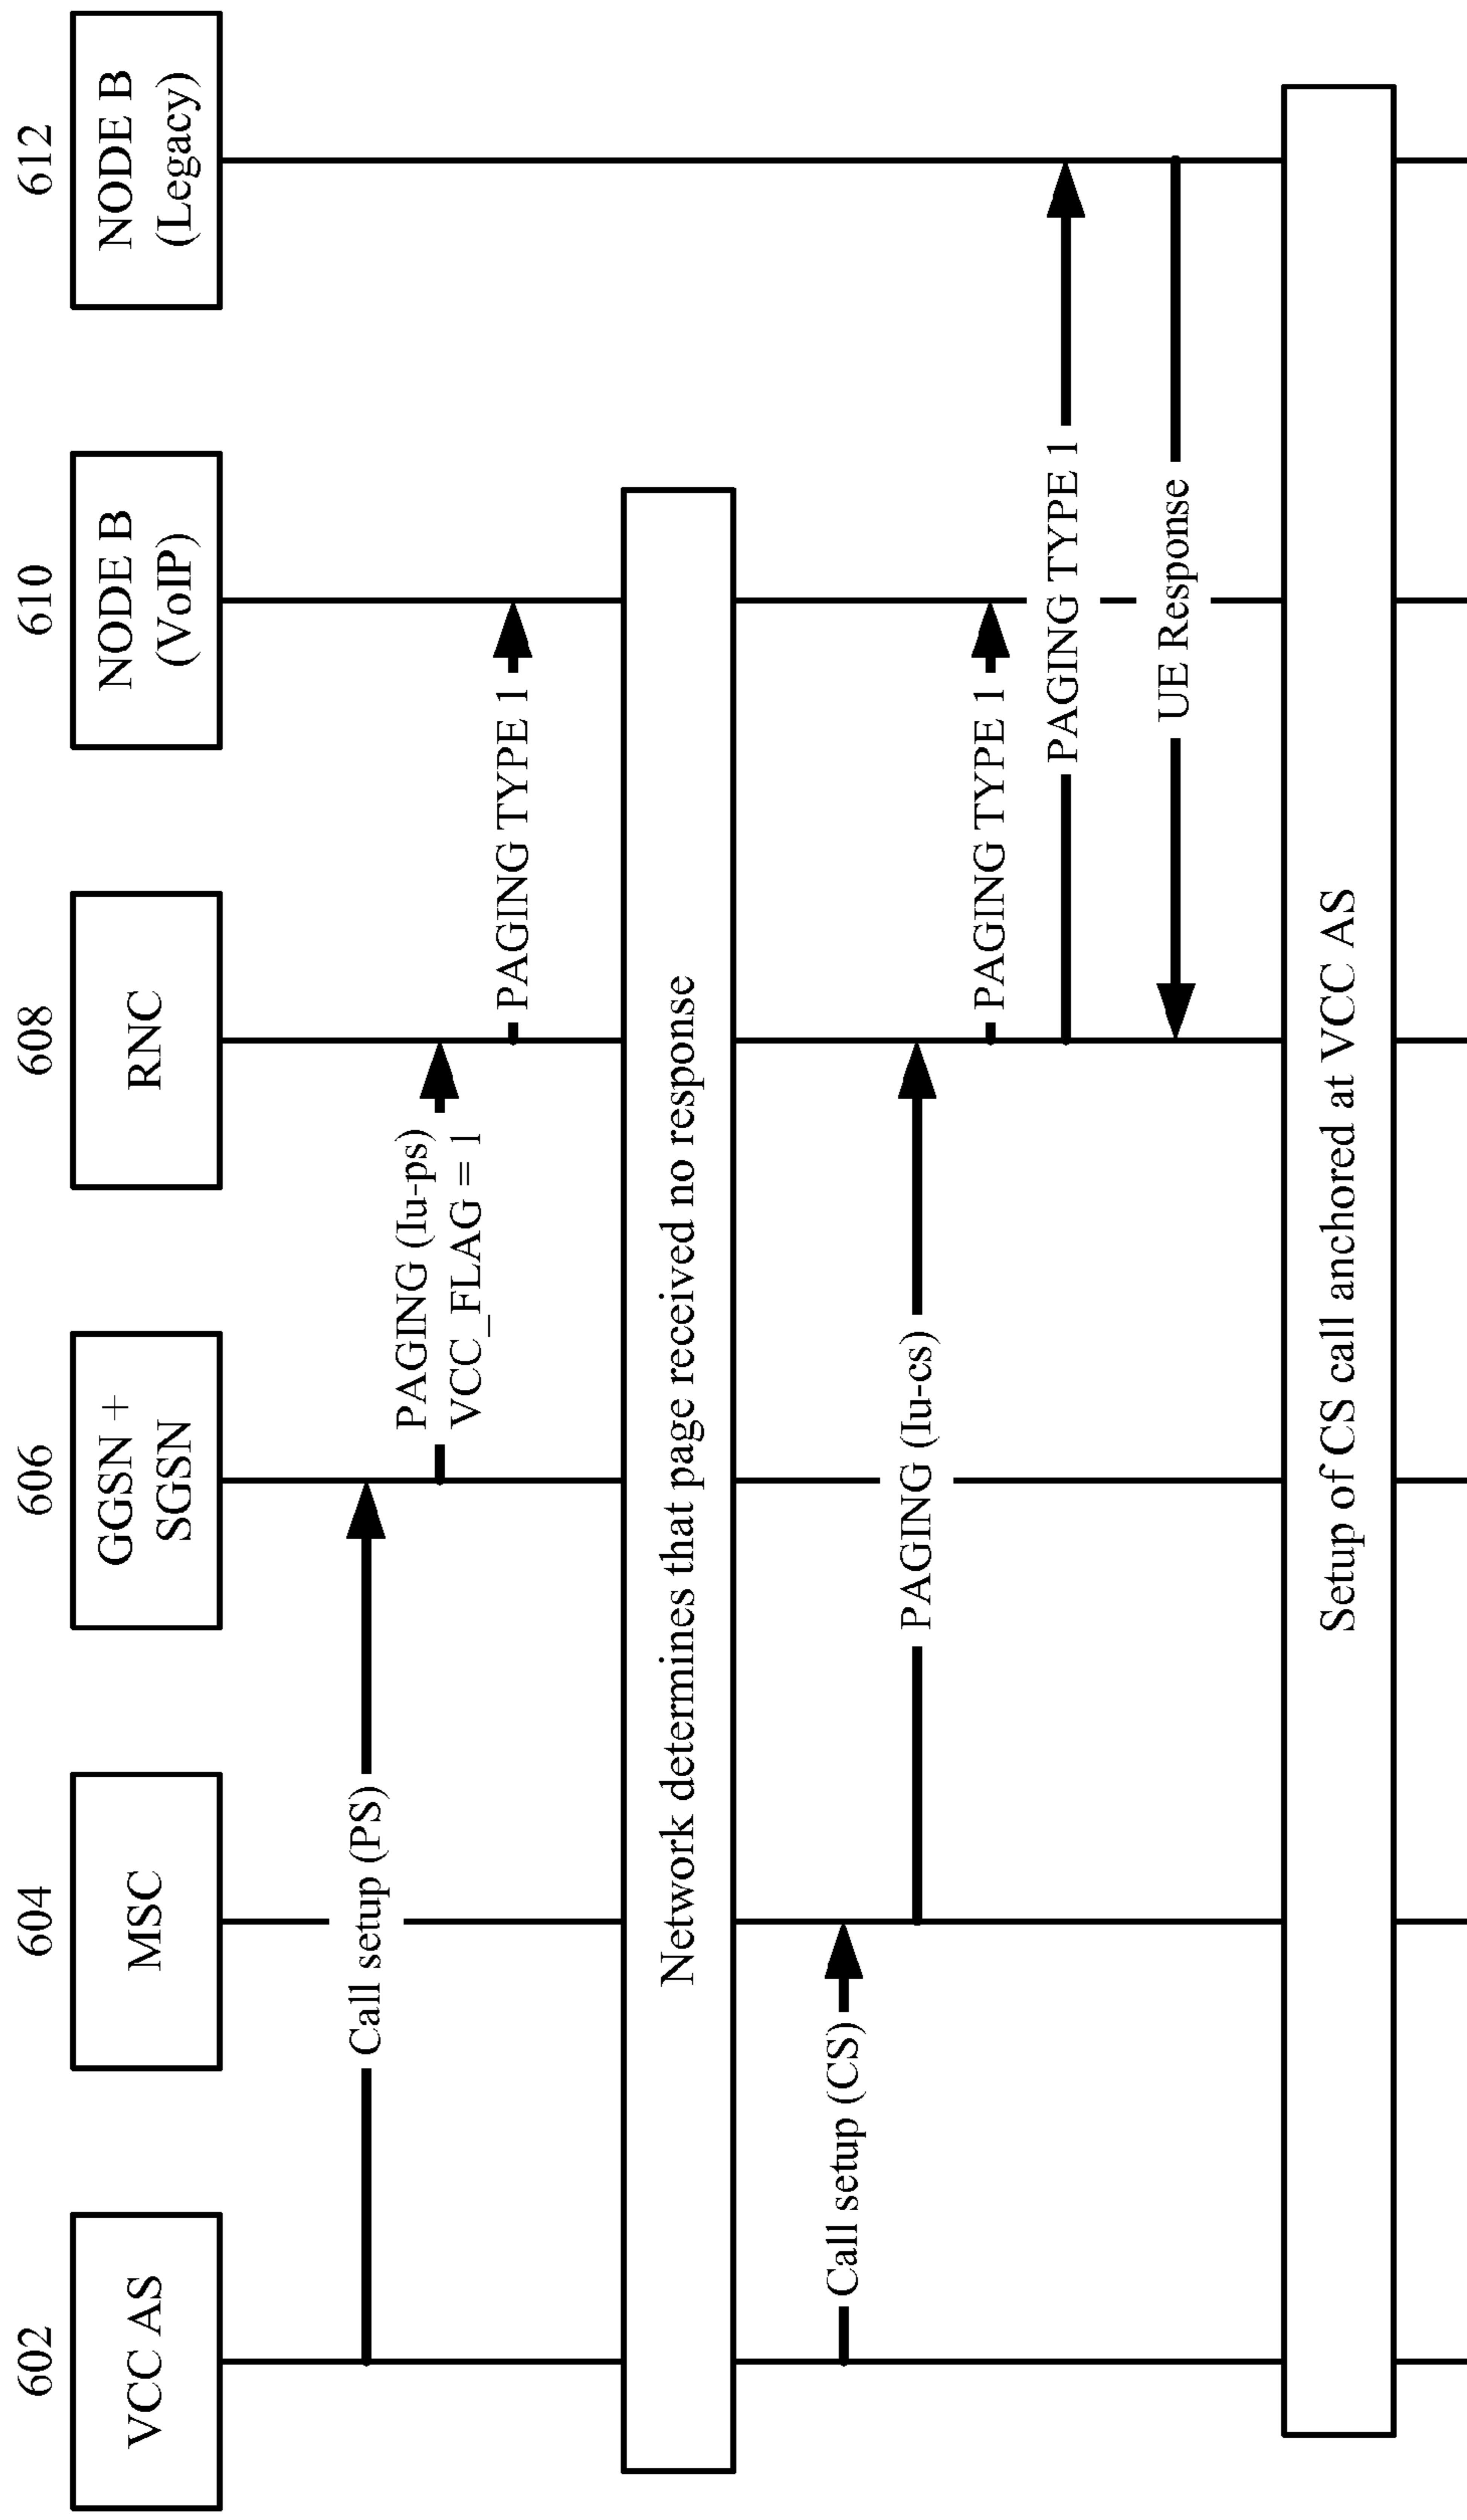 602
604
606
608
610
612
VCC AS
MSC
GGSN +
SGSN
RNC
NODE B
(VoIP)
NODE B
(Legacy)
Call setup (PS)
PAGING (Iu-ps)
VCC_FLAG = 1
PAGING TYPE 1
Network determines that page received no response
Call setup (CS)
PAGING (Iu-cs)
PAGING TYPE 1
PAGING TYPE 1
UE Response
Setup of CS call anchored at VCC AS